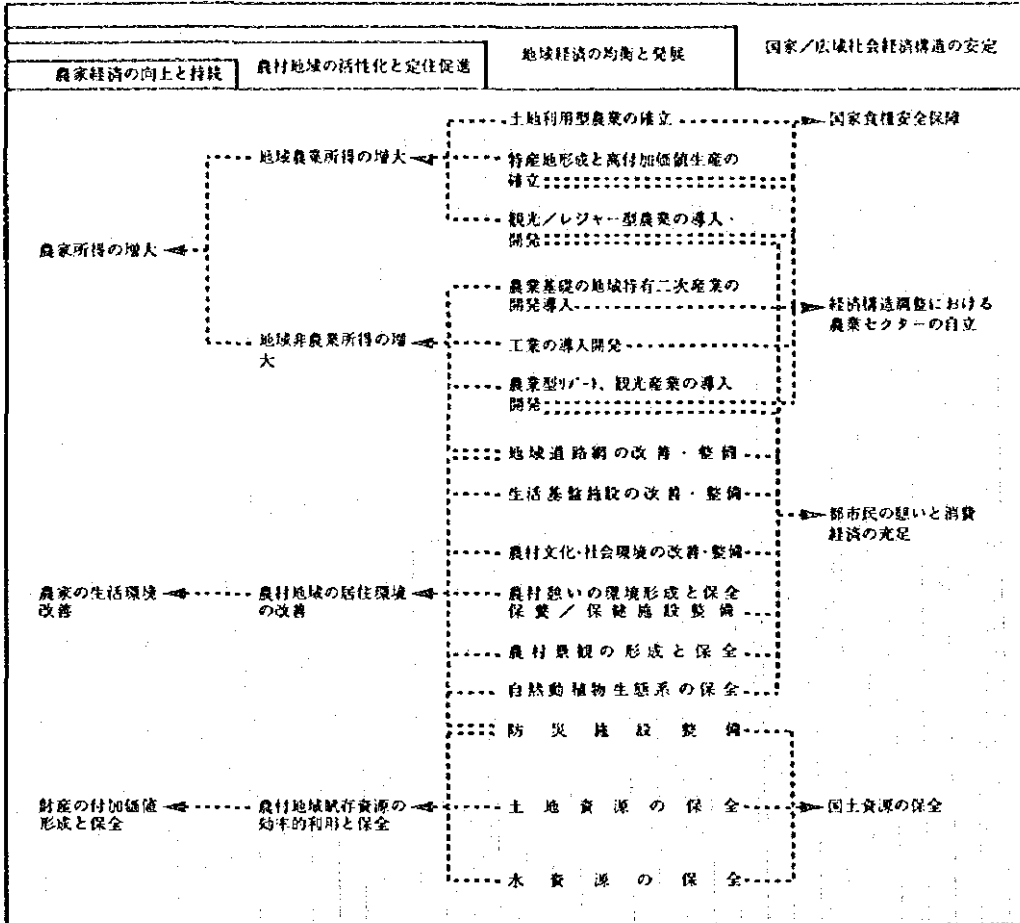 農家経済の向上と持続
農村地域の活性化と定住促進
地域経済の均衡と発展
国家／広域社会経済構造の安定
農家所得の増大
地域農業所得の増大
土地利用型農業の確立
特産地形成と高付加価値生産の
確立
観光／レジャー型農業の導入・
開発
地域非農業所得の増
大
農業基礎の地域特有二次産業の
開発導入
工業の導入開発
農業型リパート、観光産業の導入
開発
地域道路網の改善・整備
生活基盤施設の改善・整備
農村文化・社会環境の改善・整備
農家の生活環境
改善
農村地域の居住環境
の改善
農村憩いの環境形成と保全
保養／保健施設整備
農村景観の形成と保全
自然動植物生態系の保全
防災施設整備
財産の付加価値
形成と保全
農村地域賦存資源の
効率的利用と保全
土地資源の保全
水資源の保全
国家食糧安全保障
経済構造調整における
農業セクターの自立
都市民の憩いと消費
経済の充足
国土資源の保全